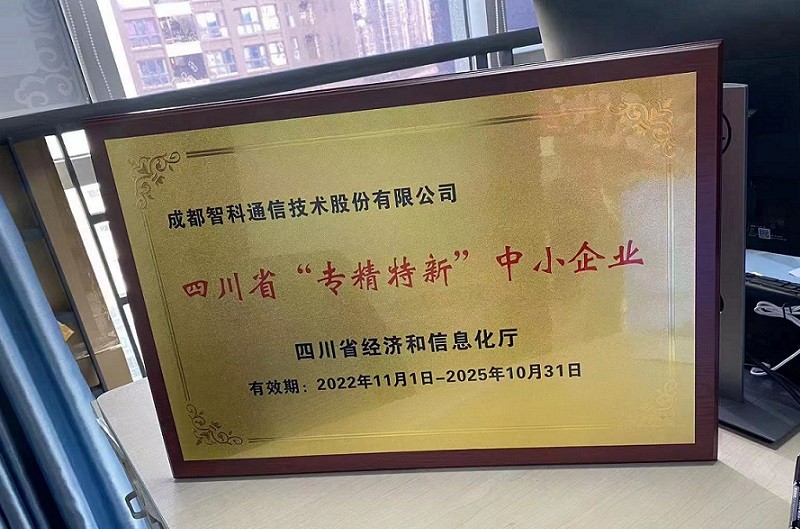 成都智科通信技术股份有限公司
四川省“专精特新”中小企业
四川省经济和信息化厅
有效期：2022年11月1日-2025年10月31日